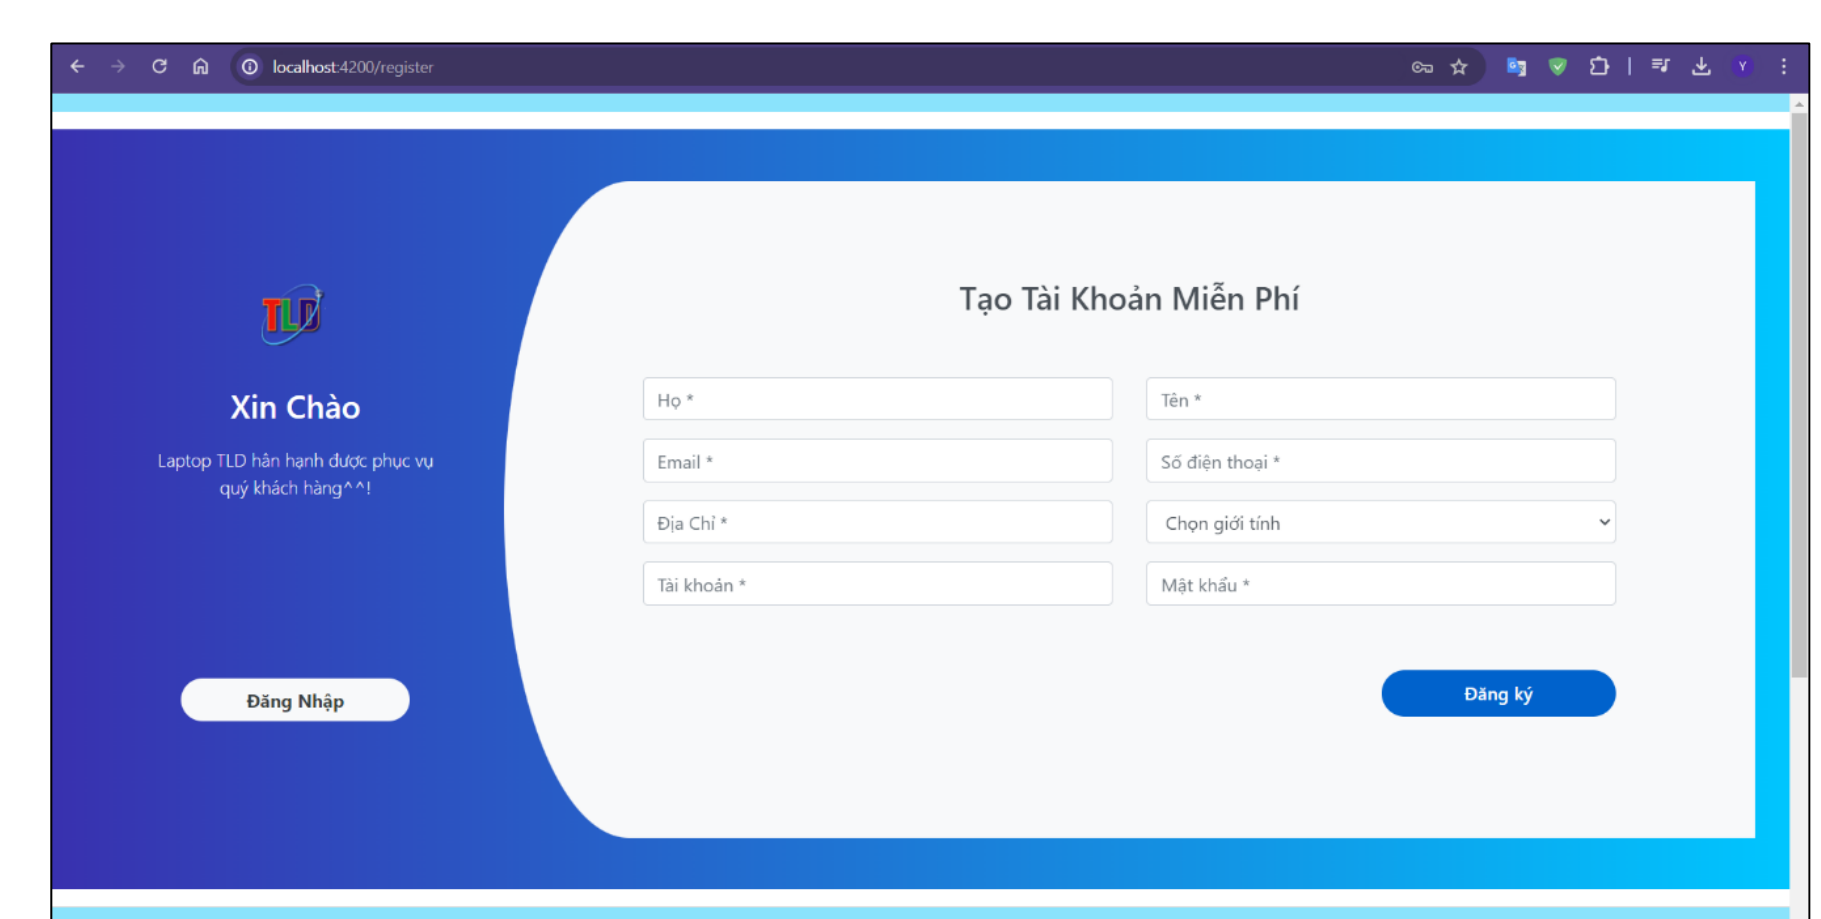 localhost:4200/register
Y
TLD
Xin Chào
Laptop TLD hân hạnh được phục vụ
quý khách hàng^^!
Đăng Nhập
Tạo Tài Khoản Miễn Phí
Họ *
Tên *
Email *
Số điện thoại *
Địa Chỉ *
Chọn giới tính
Tài khoản *
Mật khẩu *
Đăng ký